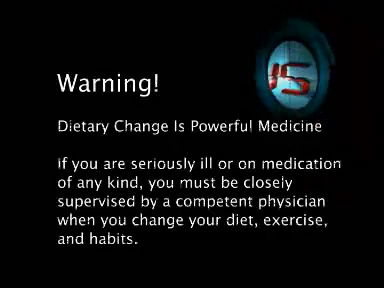 15
Warning!
Dietary Change Is Powerful Medicine
If you are seriously ill or on medication
of any kind, you must be closely
supervised by a competent physician
when you change your diet, exercise,
and habits.